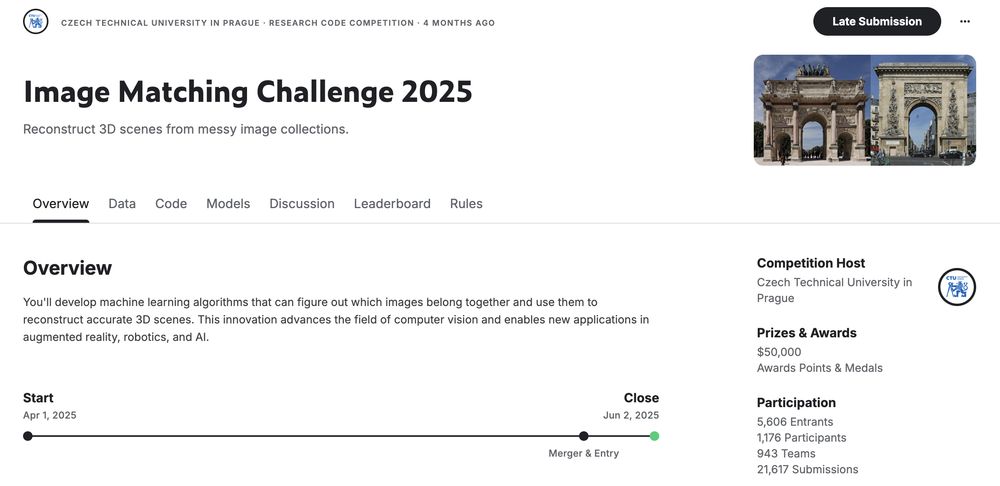 CZECH TECHNICAL UNIVERSITY IN PRAGUE · RESEARCH CODE COMPETITION · 4 MONTHS AGO
Late Submission
Image Matching Challenge 2025
Reconstruct 3D scenes from messy image collections.
Overview Data Code Models Discussion Leaderboard Rules
Overview
You'll develop machine learning algorithms that can figure out which images belong together and use them to
reconstruct accurate 3D scenes. This innovation advances the field of computer vision and enables new applications in
augmented reality, robotics, and AI.
Start
Apr 1, 2025
Close
Jun 2, 2025
Merger & Entry
Competition Host
Czech Technical University in
Prague
CTU
Prizes & Awards
$50,000
Awards Points & Medals
Participation
5,606 Entrants
1,176 Participants
943 Teams
21,617 Submissions